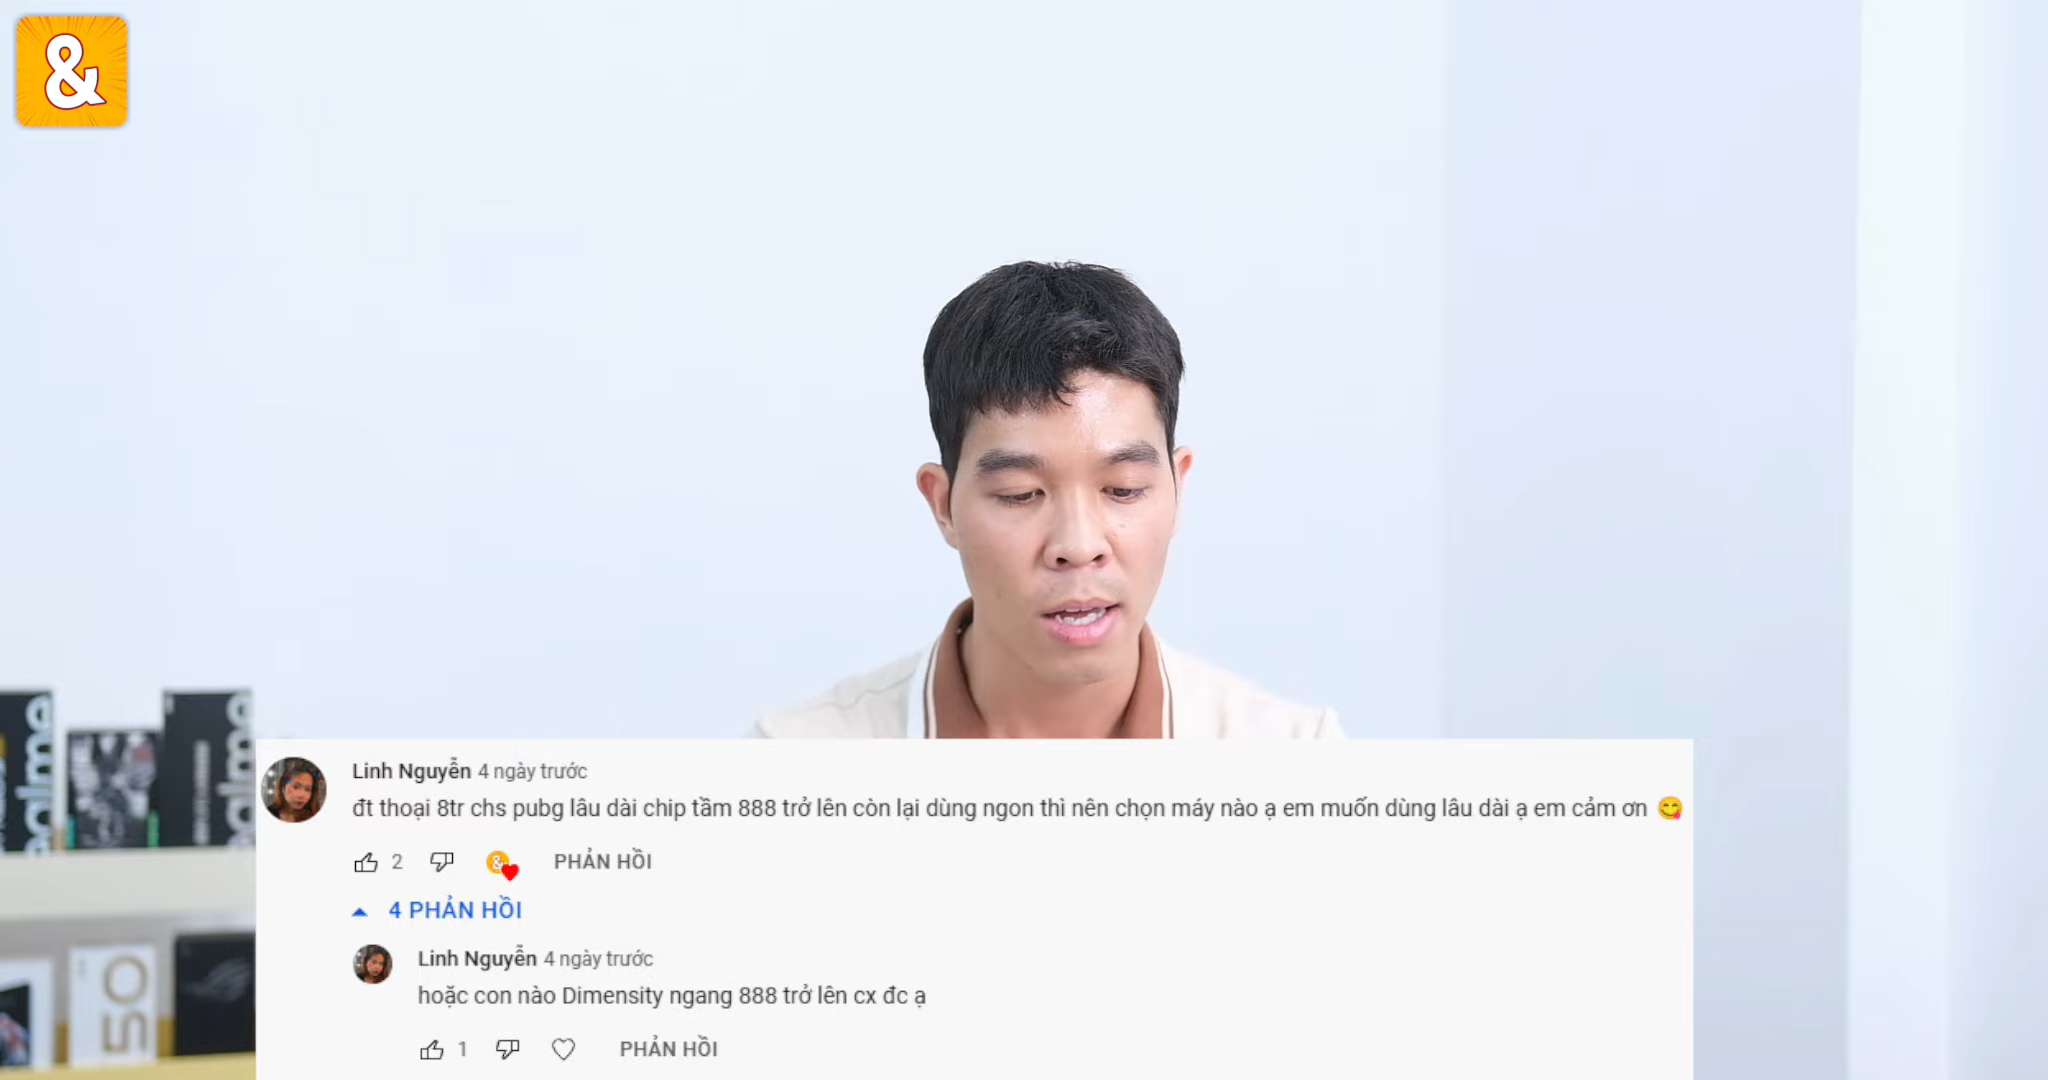 &
Linh Nguyễn 4 ngày trước
đt thoại 8tr chs pubg lâu dài chip tầm 888 trở lên còn lại dùng ngon thì nên chọn máy nào ạ em muốn dùng lâu dài ạ em cảm ơn 😋
2 & PHẢN HỒI
4 PHẢN HỒI
Linh Nguyễn 4 ngày trước
hoặc con nào Dimensity ngang 888 trở lên cx đc ạ
1 PHẢN HỒI
realme
realme
50